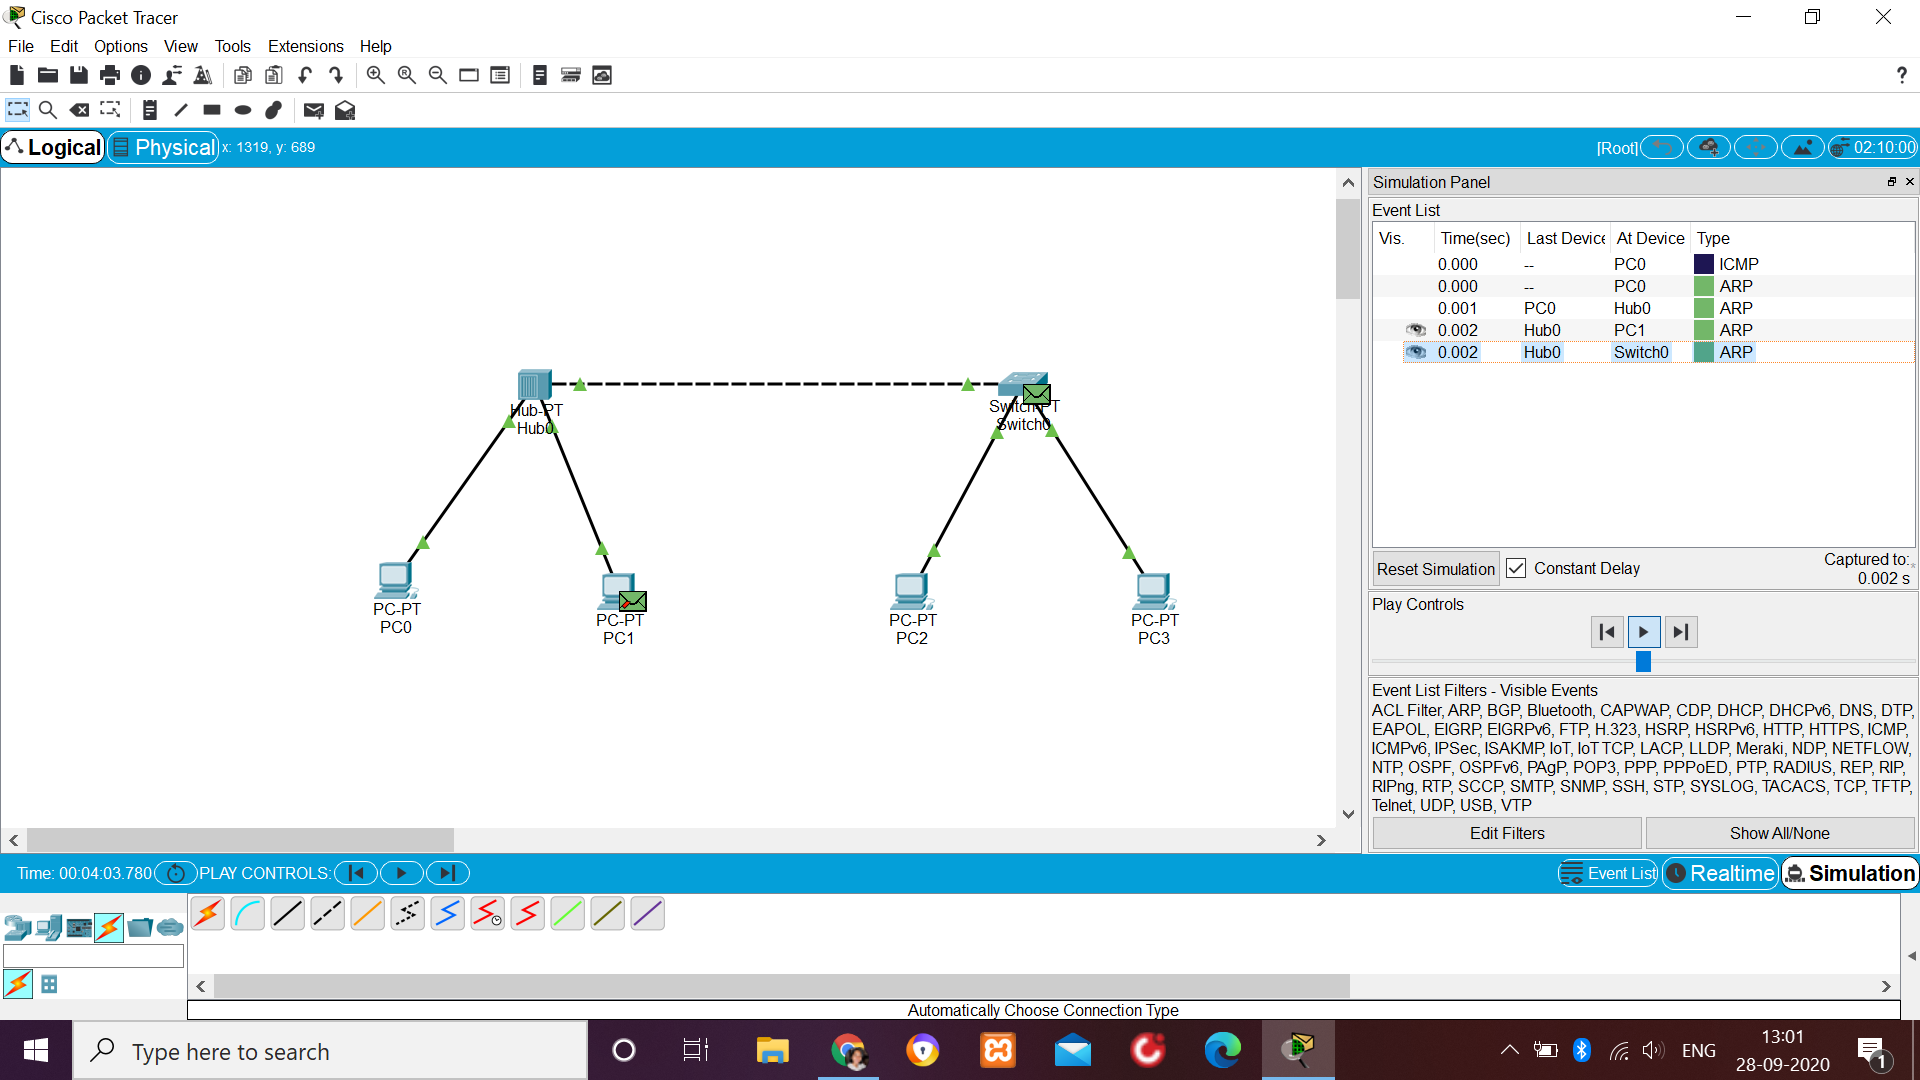 Cisco Packet Tracer
File Edit Options View Tools Extensions Help
?
Logical Physical x: 1319, y: 689 [Root] 02:10:00
Simulation Panel
Event List
Vis. Time(sec) Last Device At Device Type
0.000 -- PC0 ICMP
0.000 -- PC0 ARP
0.001 PC0 Hub0 ARP
0.002 Hub0 PC1 ARP
0.002 Hub0 Switch0 ARP
Hub-PT
Hub0
Switch-PT
Switch0
PC-PT
PC0
PC-PT
PC1
PC-PT
PC2
PC-PT
PC3
Reset Simulation Constant Delay Captured to:
0.002 s
Play Controls
Event List Filters - Visible Events
ACL Filter, ARP, BGP, Bluetooth, CAPWAP, CDP, DHCP, DHCPv6, DNS, DTP,
EAPOL, EIGRP, EIGRPv6, FTP, H.323, HSRP, HSRPv6, HTTP, HTTPS, ICMP,
ICMPv6, IPSec, ISAKMP, IoT, IoT TCP, LACP, LLDP, Meraki, NDP, NETFLOW,
NTP, OSPF, OSPFv6, PAgP, POP3, PPP, PPPoED, PTP, RADIUS, REP, RIP,
RIPng, RTP, SCCP, SMTP, SNMP, SSH, STP, SYSLOG, TACACS, TCP, TFTP,
Telnet, UDP, USB, VTP
Edit Filters Show All/None
Time: 00:04:03.780 PLAY CONTROLS: Event List Realtime Simulation
Automatically Choose Connection Type
Type here to search
ENG
13:01
28-09-2020
1